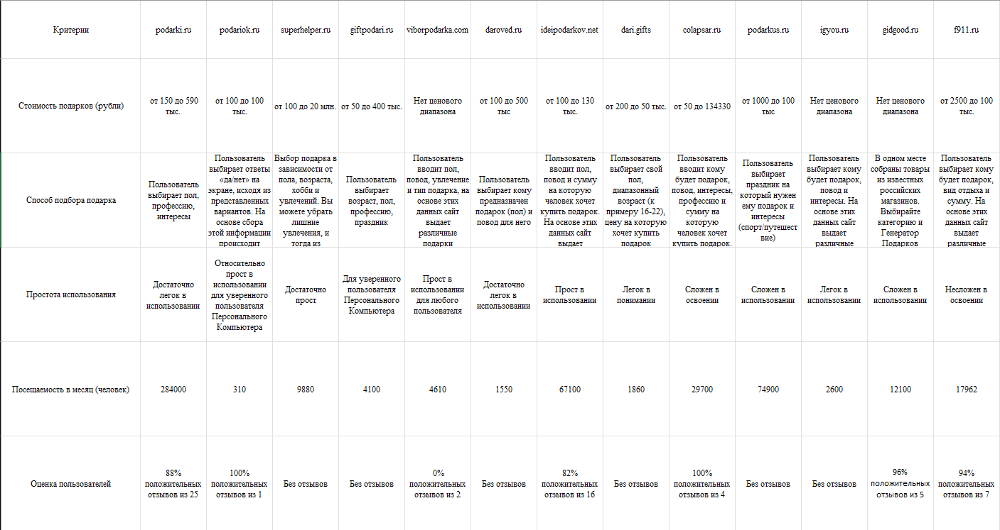 Критерии
podarki.ru
podariok.ru
superhelper.ru
giftpodari.ru
viborpodarka.com
daroved.ru
ideipodarkov.net
dari.gifts
colapsar.ru
podarkus.ru
igyou.ru
gidgood.ru
f911.ru
Стоимость подарков (рубли)
от 150 до 590
тыс.
от 100 до 100
тыс.
от 100 до 20 млн.
от 50 до 400 тыс.
Нет ценового
диапазона
от 100 до 500
тыс
от 100 до 130
тыс.
от 200 до 50 тыс.
от 50 до 134330
от 1000 до 100
тыс
Нет ценового
диапазона
Нет ценового
диапазона
от 2500 до 100
тыс.
Способ подбора подарка
Пользователь
выбирает пол,
профессию,
интересы
Пользователь
выбирает ответы
«да/нет» на
экране, исходя из
представленных
вариантов. На
основе сбора
этой информации
происходит
Выбор подарка в
зависимости от
пола, возраста,
хобби и
увлечений. Вы
можете убрать
лишние
увлечения, и
тогда из
Пользователь
выбирает
возраст, пол,
профессию,
праздник
Пользователь
вводит пол,
повод, увлечение
и тип подарка, на
основе этих
данных сайт
выдает
различные
подарки
Пользователь
выбирает кому
предназначен
подарок (пол) и
повод для него
Пользователь
вводит пол,
повод и сумму
на которую
человек хочет
купить подарок.
На основе этих
данных сайт
выдает
Пользователь
выбирает свой
пол,
диапазонный
возраст (к
примеру 16-22),
цену на которую
хочет купить
подарок
Пользователь
вводит кому
будет подарок,
повод, интересы,
профессию и
сумму на
которую
человек хочет
купить подарок.
Пользователь
выбирает
праздник на
который нужен
ему подарок и
интересы
(спорт/путешест
вие)
Пользователь
выбирает кому
будет подарок,
повод и
интересы. На
основе этих
данных сайт
выдает
различные
В одном месте
собраны товары
из известных
российских
магазинов.
Выбирайте
категорию и
Генератор
Подарков
Пользователь
выбирает кому
будет подарок,
вид отдыха и
сумму. На
основе этих
данных сайт
выдает
различные
Простота использования
Достаточно
легок в
использовании
Относительно
прост в
использовании
для уверенного
пользователя
Персонального
Компьютера
Достаточно
прост
Для уверенного
пользователя
Персонального
Компьютера
Прост в
использовании
для любого
пользователя
Достаточно
легок в
использовании
Прост в
использовании
Легок в
понимании
Сложен в
освоении
Сложен в
использовании
Легок в
использовании
Сложен в
использовании
Несложен в
освоении
Посещаемость в месяц (человек)
284000
310
9880
4100
4610
1550
67100
1860
29700
74900
2600
12100
17962
Оценка пользователей
88%
положительных
отзывов из 25
100%
положительных
отзывов из 1
Без отзывов
Без отзывов
0%
положительных
отзывов из 2
Без отзывов
82%
положительных
отзывов из 16
Без отзывов
100%
положительных
отзывов из 4
Без отзывов
Без отзывов
96%
положительных
отзывов из 5
94%
положительных
отзывов из 7